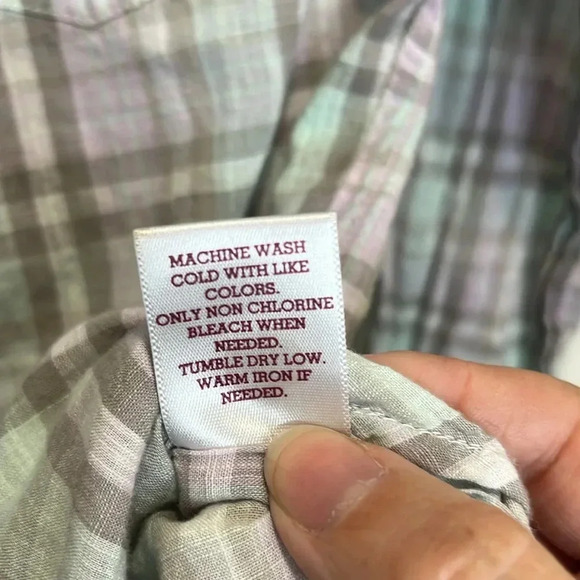 MACHINE WASH
COLD WITH LIKE
COLORS.
ONLY NON CHLORINE
BLEACH WHEN
NEEDED.
TUMBLE DRY LOW.
WARM IRON IF
NEEDED.